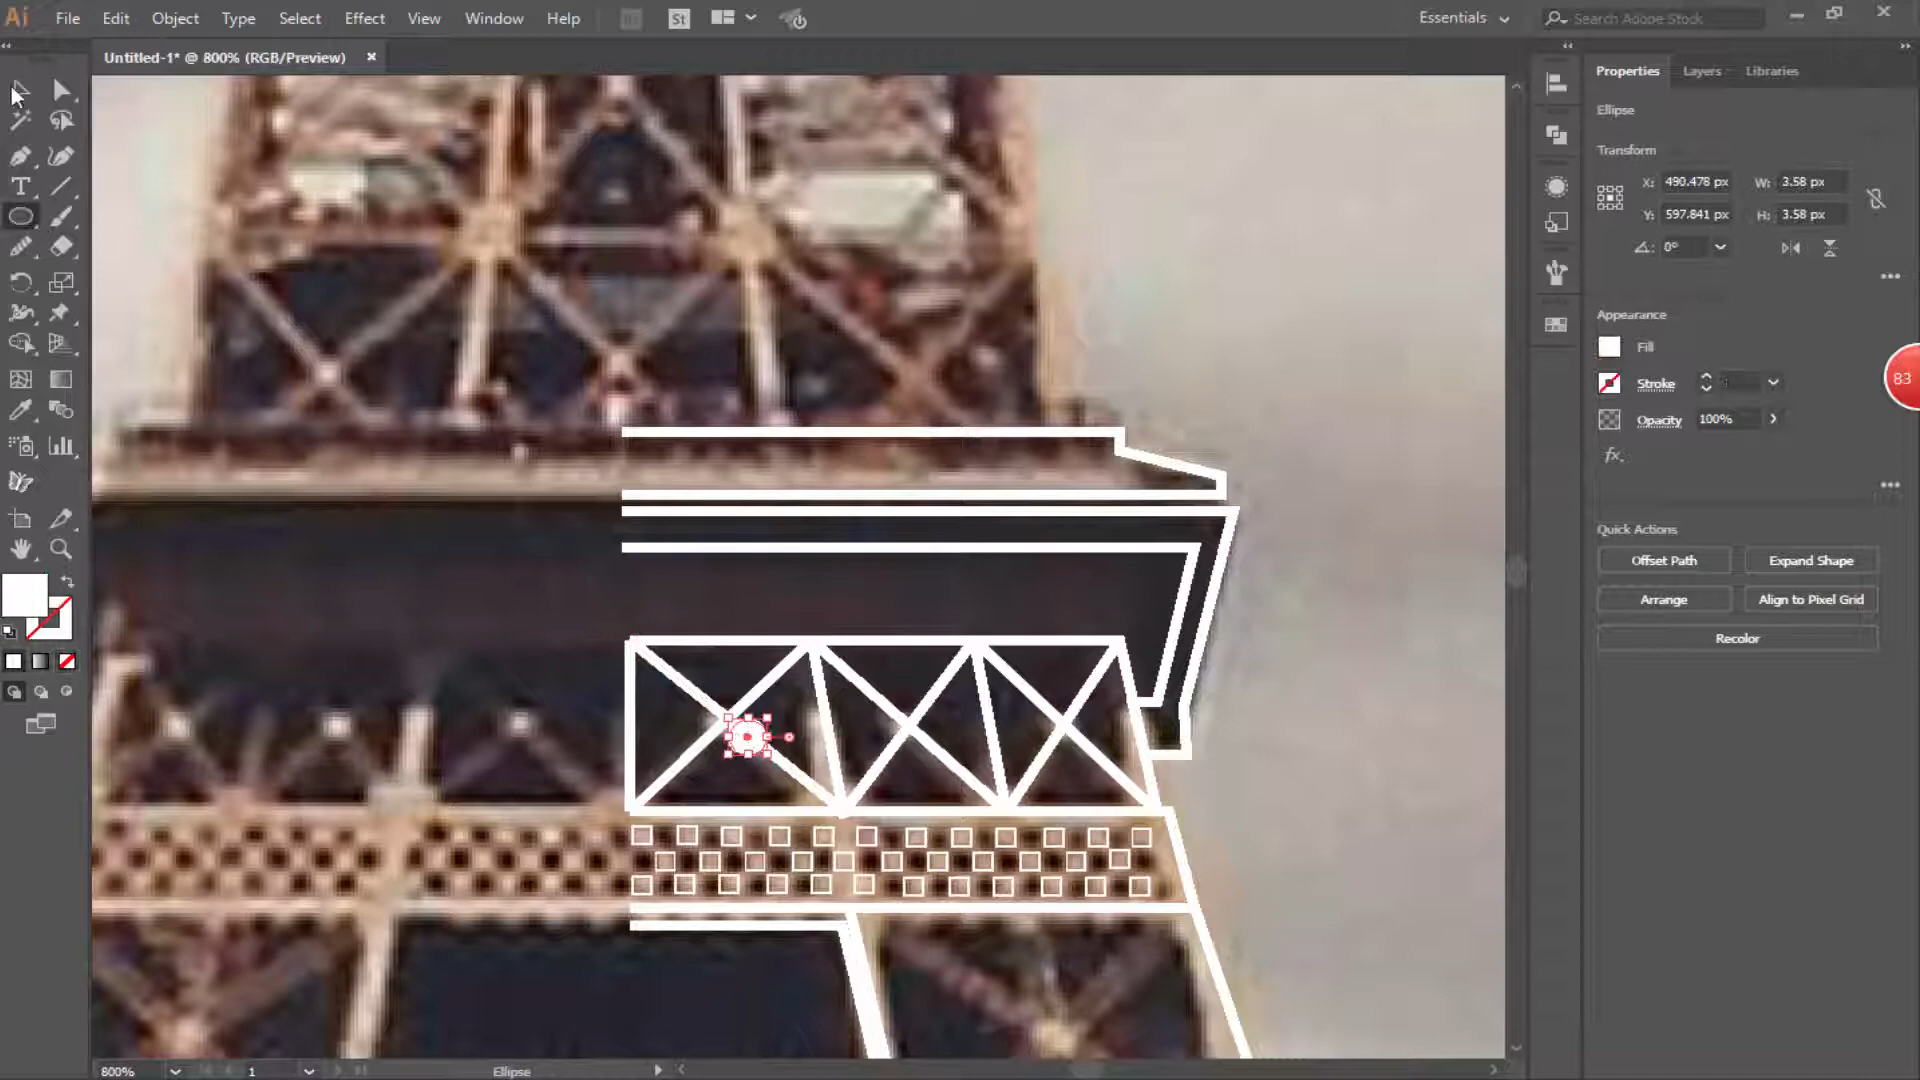 Ai File Edit Object Type Select Effect View Window Help Br St Essentials Search Adobe Stock
Untitled-1* @ 800% (RGB/Preview)
Properties Layers Libraries
Ellipse
Transform
X: 490.478 px W: 3.58 px
Y: 597.841 px H: 3.58 px
0°
Appearance
Fill
Stroke
Opacity 100%
fx.
83
Quick Actions
Offset Path Expand Shape
Arrange Align to Pixel Grid
Recolor
T
800% 1 Ellipse